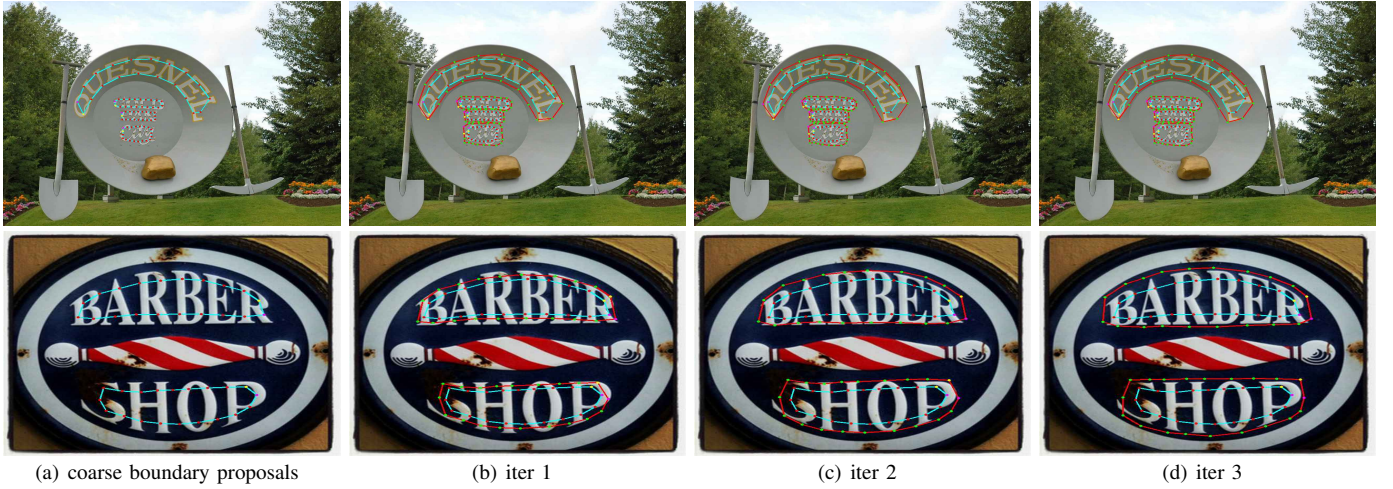 QUESNEL QUESNEL QUESNEL QUESNEL
BARBER BARBER BARBER BARBER
SHOP SHOP SHOP SHOP
(a) coarse boundary proposals (b) iter 1 (c) iter 2 (d) iter 3